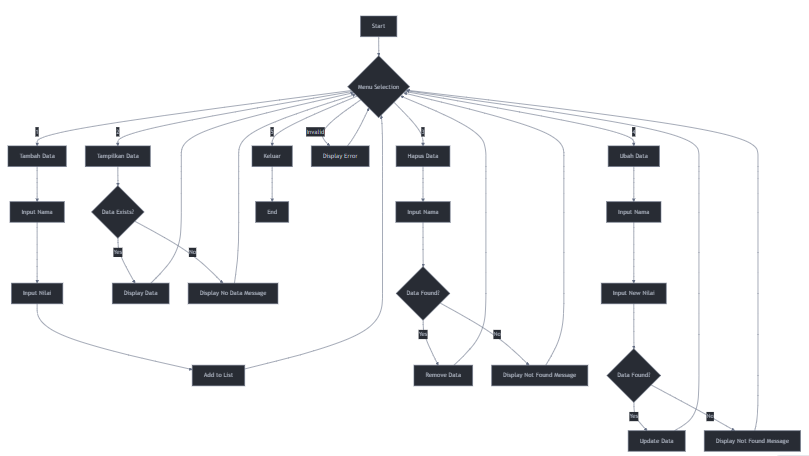 Start
Menu Selection
1
2
Invalid
3
4
Tambah Data
Tampilkan Data
Keluar
Display Error
Hapus Data
Ubah Data
Input Nama
Data Exists?
End
Input Nama
Input Nama
Yes
No
Input Nilai
Display Data
Display No Data Message
Data Found?
Input New Nilai
Yes
No
Add to List
Remove Data
Display Not Found Message
Data Found?
Yes
No
Update Data
Display Not Found Message